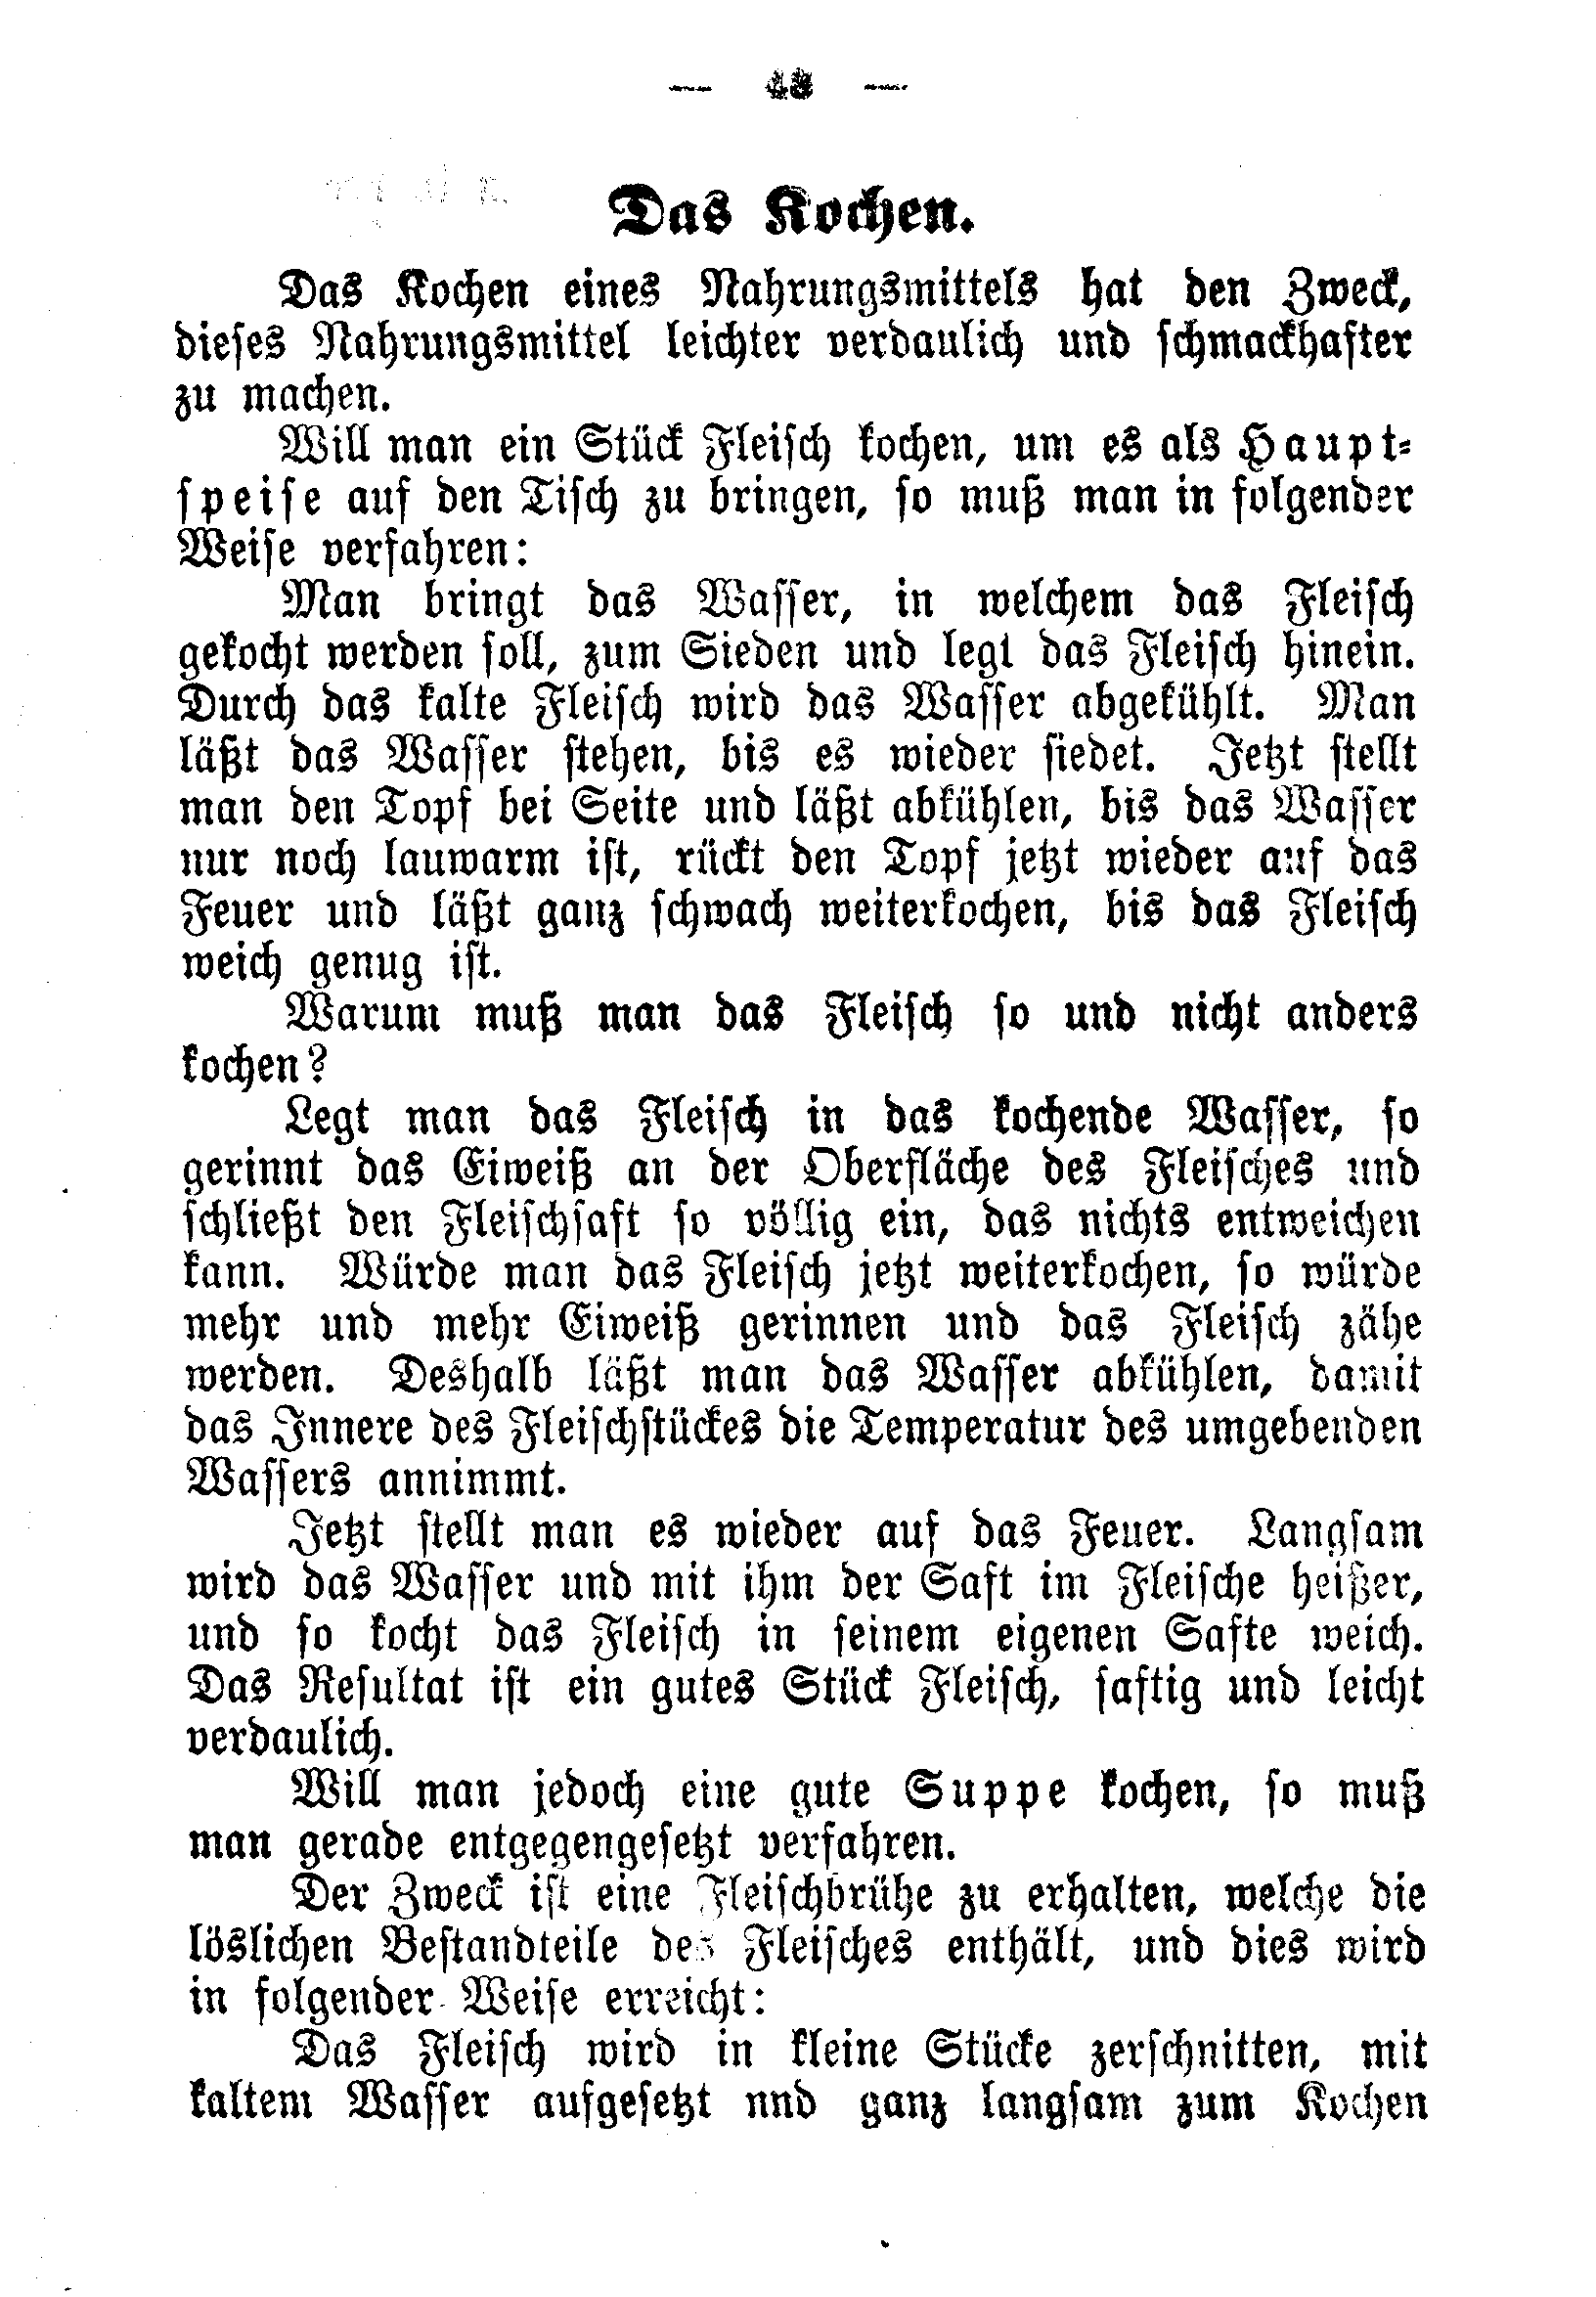 — 48 —
Das Kochen.
Das Kochen eines Nahrungsmittels hat den Zweck,
dieses Nahrungsmittel leichter verdaulich und schmackhafter
zu machen.
Will man ein Stück Fleisch kochen, um es als Haupt-
speise auf den Tisch zu bringen, so muß man in folgender
Weise verfahren:
Man bringt das Wasser, in welchem das Fleisch
gekocht werden soll, zum Sieden und legt das Fleisch hinein.
Durch das kalte Fleisch wird das Wasser abgekühlt. Man
läßt das Wasser stehen, bis es wieder siedet. Jetzt stellt
man den Topf bei Seite und läßt abkühlen, bis das Wasser
nur noch lauwarm ist, rückt den Topf jetzt wieder auf das
Feuer und läßt ganz schwach weiterkochen, bis das Fleisch
weich genug ist.
Warum muß man das Fleisch so und nicht anders
kochen?
Legt man das Fleisch in das kochende Wasser, so
gerinnt das Eiweiß an der Oberfläche des Fleisches und
schließt den Fleischsaft so völlig ein, das nichts entweichen
kann. Würde man das Fleisch jetzt weiterkochen, so würde
mehr und mehr Eiweiß gerinnen und das Fleisch zähe
werden. Deshalb läßt man das Wasser abkühlen, damit
das Innere des Fleischstückes die Temperatur des umgebenden
Wassers annimmt.
Jetzt stellt man es wieder auf das Feuer. Langsam
wird das Wasser und mit ihm der Saft im Fleische heißer,
und so kocht das Fleisch in seinem eigenen Safte weich.
Das Resultat ist ein gutes Stück Fleisch, saftig und leicht
verdaulich.
Will man jedoch eine gute Suppe kochen, so muß
man gerade entgegengesetzt verfahren.
Der Zweck ist eine Fleischbrühe zu erhalten, welche die
löslichen Bestandteile des Fleisches enthält, und dies wird
in folgender Weise erreicht:
Das Fleisch wird in kleine Stücke zerschnitten, mit
kaltem Wasser aufgesetzt nnd ganz langsam zum Kochen